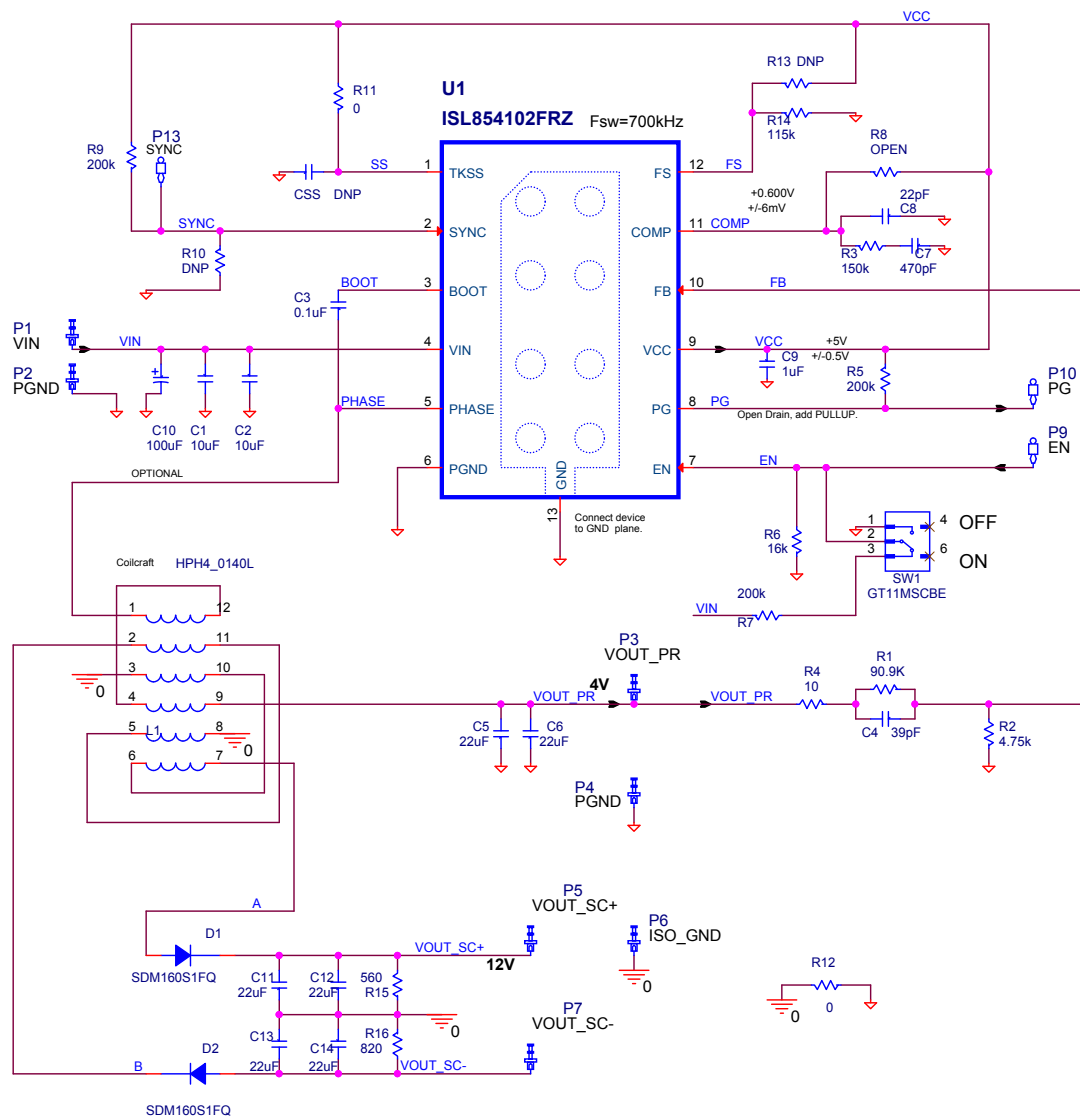 VCC
R13 DNP
R11
0
U1
ISL854102FRZ
Fsw=700kHz
R14
115k
P13
SYNC
R9
200k
R8
OPEN
SS
1
TKSS
FS
12
FS
CSS
DNP
+0.600V
+/-6mV
22pF
C8
SYNC
2
SYNC
COMP
11
COMP
R10
DNP
R3
150k
C7
470pF
BOOT
3
BOOT
FB
10
FB
C3
0.1uF
P1
VIN
VIN
4
VIN
VCC
9
VCC
+5V
+/-0.5V
C9
1uF
R5
200k
P2
PGND
P10
PG
PHASE
5
PHASE
PG
8
PG
Open Drain, add PULLUP.
C10
100uF
C1
10uF
C2
10uF
P9
EN
OPTIONAL
6
PGND
GND
EN
7
EN
13
Connect device
to GND plane.
R6
16k
1
2
3
4
6
OFF
ON
SW1
GT11MSCBE
Coilcraft
HPH4_0140L
VIN
200k
R7
1
12
2
11
3
10
0
4
9
5
L1
8
0
6
7
VOUT_PR
4V
P3
VOUT_PR
VOUT_PR
R4
10
R1
90.9K
C4
39pF
R2
4.75k
C5
22uF
C6
22uF
P4
PGND
A
D1
SDM160S1FQ
VOUT_SC+
12V
P5
VOUT_SC+
P6
ISO_GND
0
C11
22uF
C12
22uF
560
R15
R12
0
0
0
C13
22uF
C14
22uF
R16
820
P7
VOUT_SC-
B
D2
VOUT_SC-
SDM160S1FQ